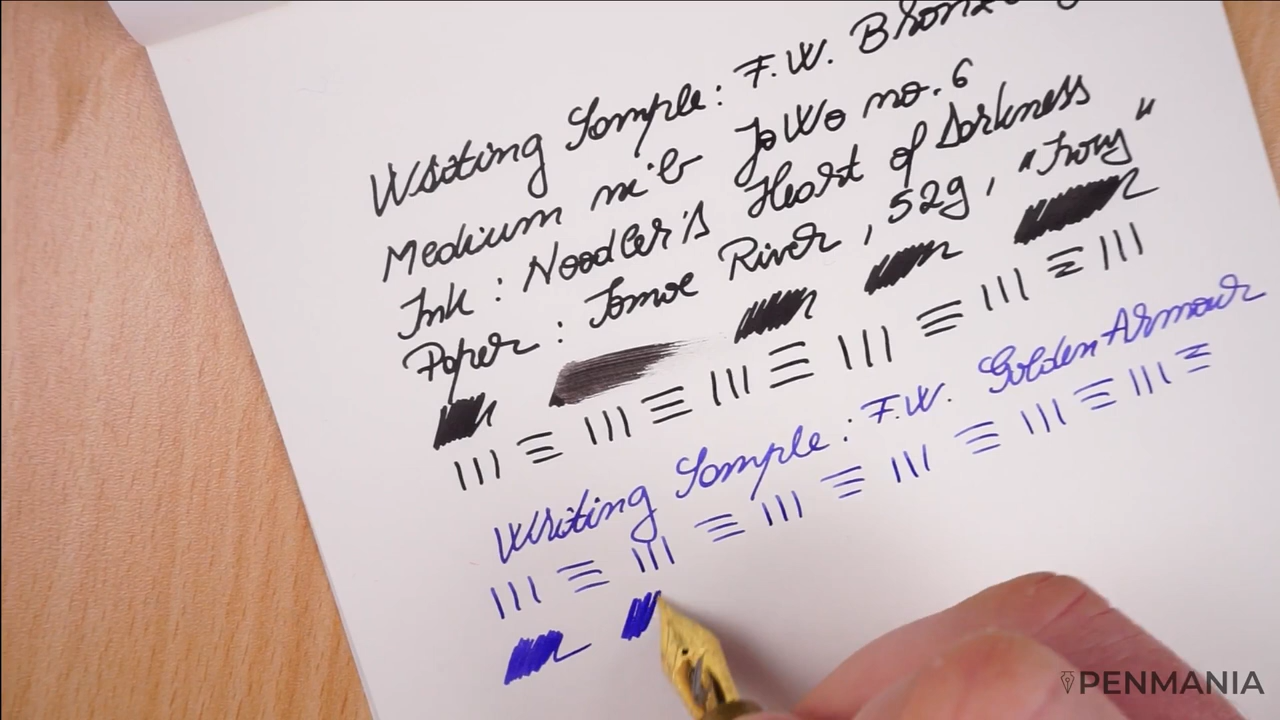 Writing Sample: F.W. Bronze
Medium nib JoWo no. 6
Ink: Noodler's Heart of Darkness
Paper: Tomoe River, 52g, "Ivory"
Writing Sample: F.W. Golden Armour
PENMANIA